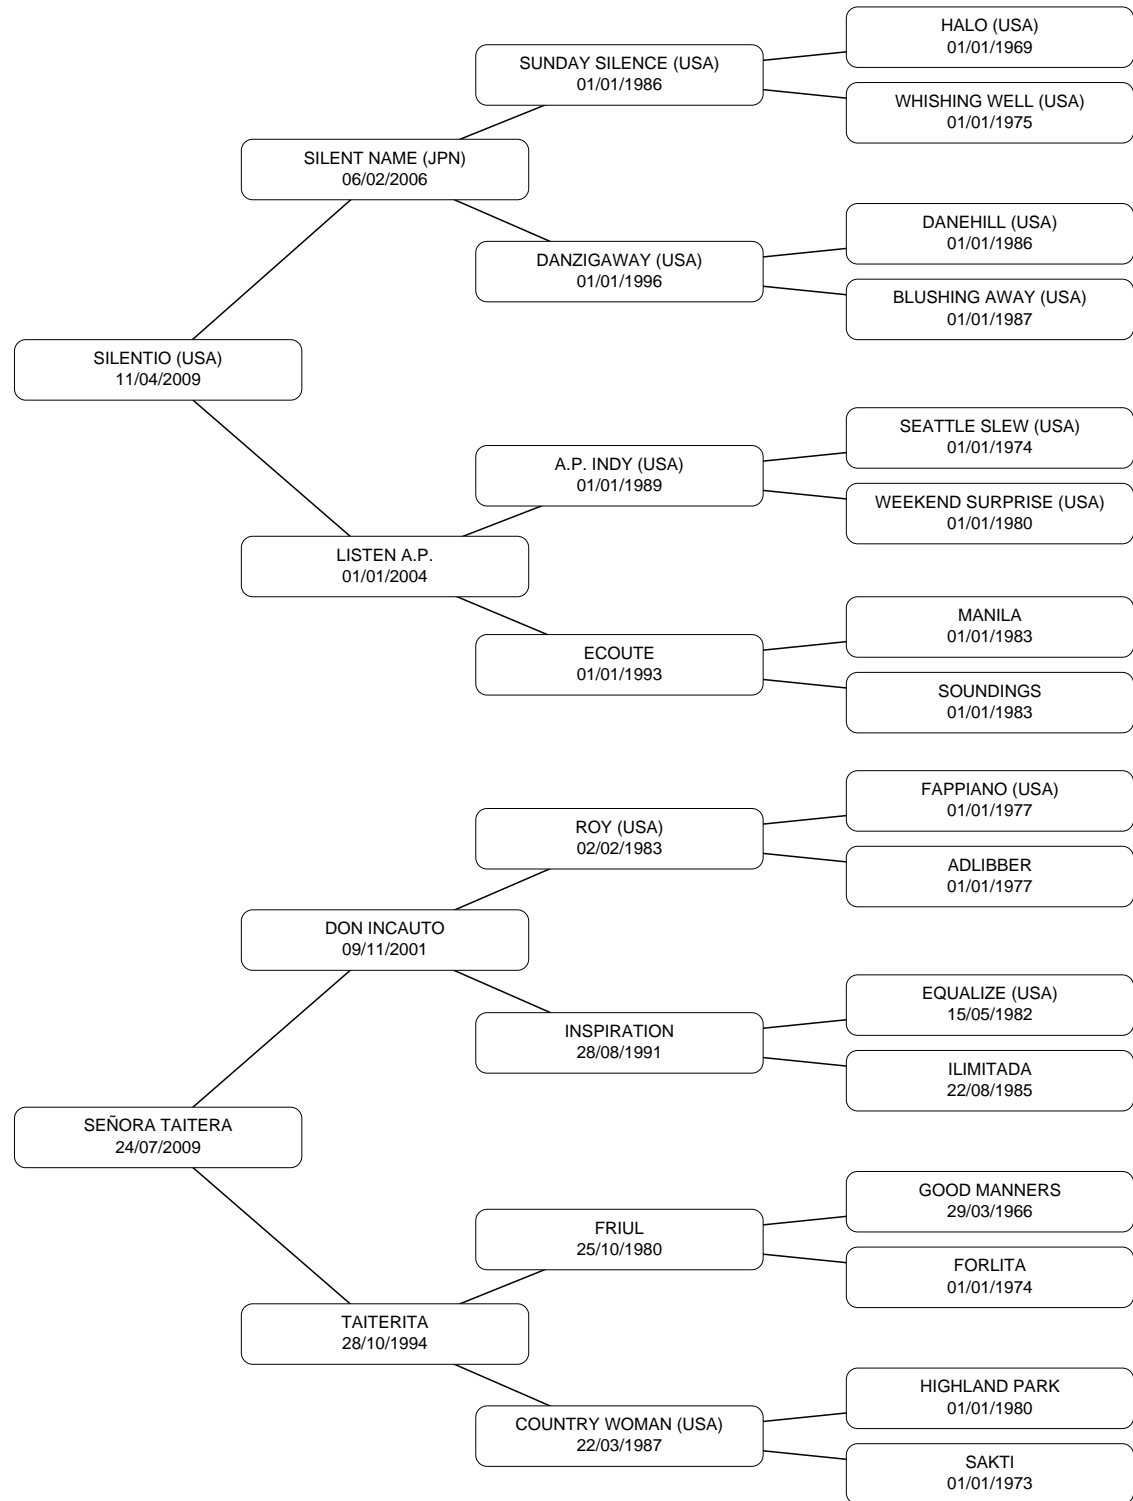 HALO (USA)
01/01/1969
SUNDAY SILENCE (USA)
01/01/1986
WHISHING WELL (USA)
01/01/1975
SILENT NAME (JPN)
06/02/2006
DANEHILL (USA)
01/01/1986
DANZIGAWAY (USA)
01/01/1996
BLUSHING AWAY (USA)
01/01/1987
SILENTIO (USA)
11/04/2009
SEATTLE SLEW (USA)
01/01/1974
A.P. INDY (USA)
01/01/1989
WEEKEND SURPRISE (USA)
01/01/1980
LISTEN A.P.
01/01/2004
MANILA
01/01/1983
ECOUTE
01/01/1993
SOUNDINGS
01/01/1983
FAPPIANO (USA)
01/01/1977
ROY (USA)
02/02/1983
ADLIBBER
01/01/1977
DON INCAUTO
09/11/2001
EQUALIZE (USA)
15/05/1982
INSPIRATION
28/08/1991
ILIMITADA
22/08/1985
SEÑORA TAITERA
24/07/2009
GOOD MANNERS
29/03/1966
FRIUL
25/10/1980
FORLITA
01/01/1974
TAITERITA
28/10/1994
HIGHLAND PARK
01/01/1980
COUNTRY WOMAN (USA)
22/03/1987
SAKTI
01/01/1973